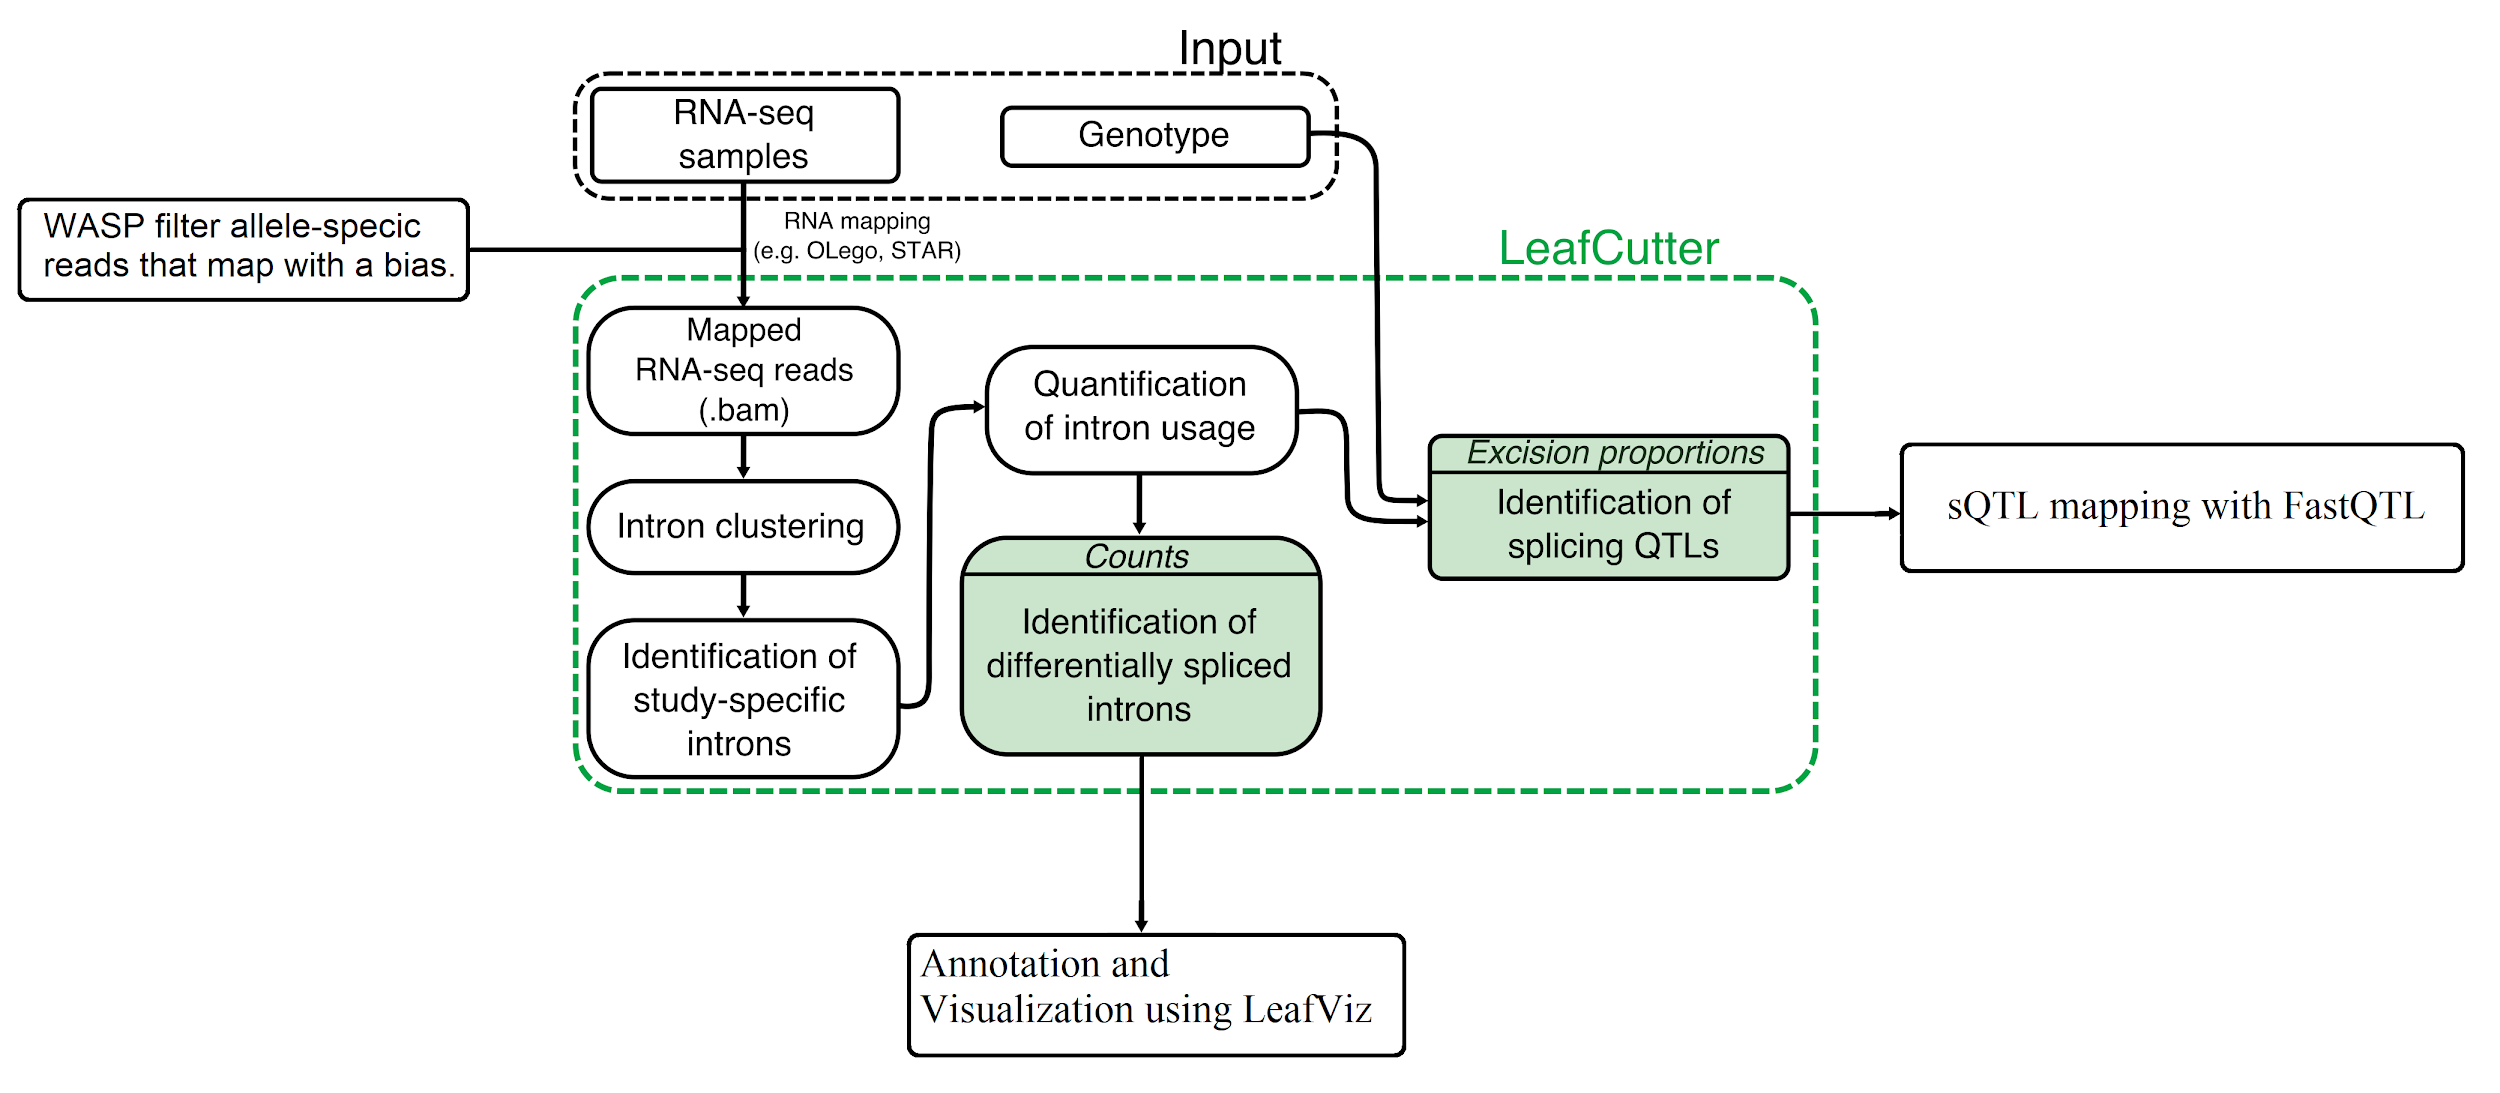 Input
RNA-seq
samples
Genotype
WASP filter allele-specic
reads that map with a bias.
RNA mapping
(e.g. OLego, STAR)
LeafCutter
Mapped
RNA-seq reads
(.bam)
Intron clustering
Identification of
study-specific
introns
Quantification
of intron usage
Counts
Identification of
differentially spliced
introns
Excision proportions
Identification of
splicing QTLs
sQTL mapping with FastQTL
Annotation and
Visualization using LeafViz